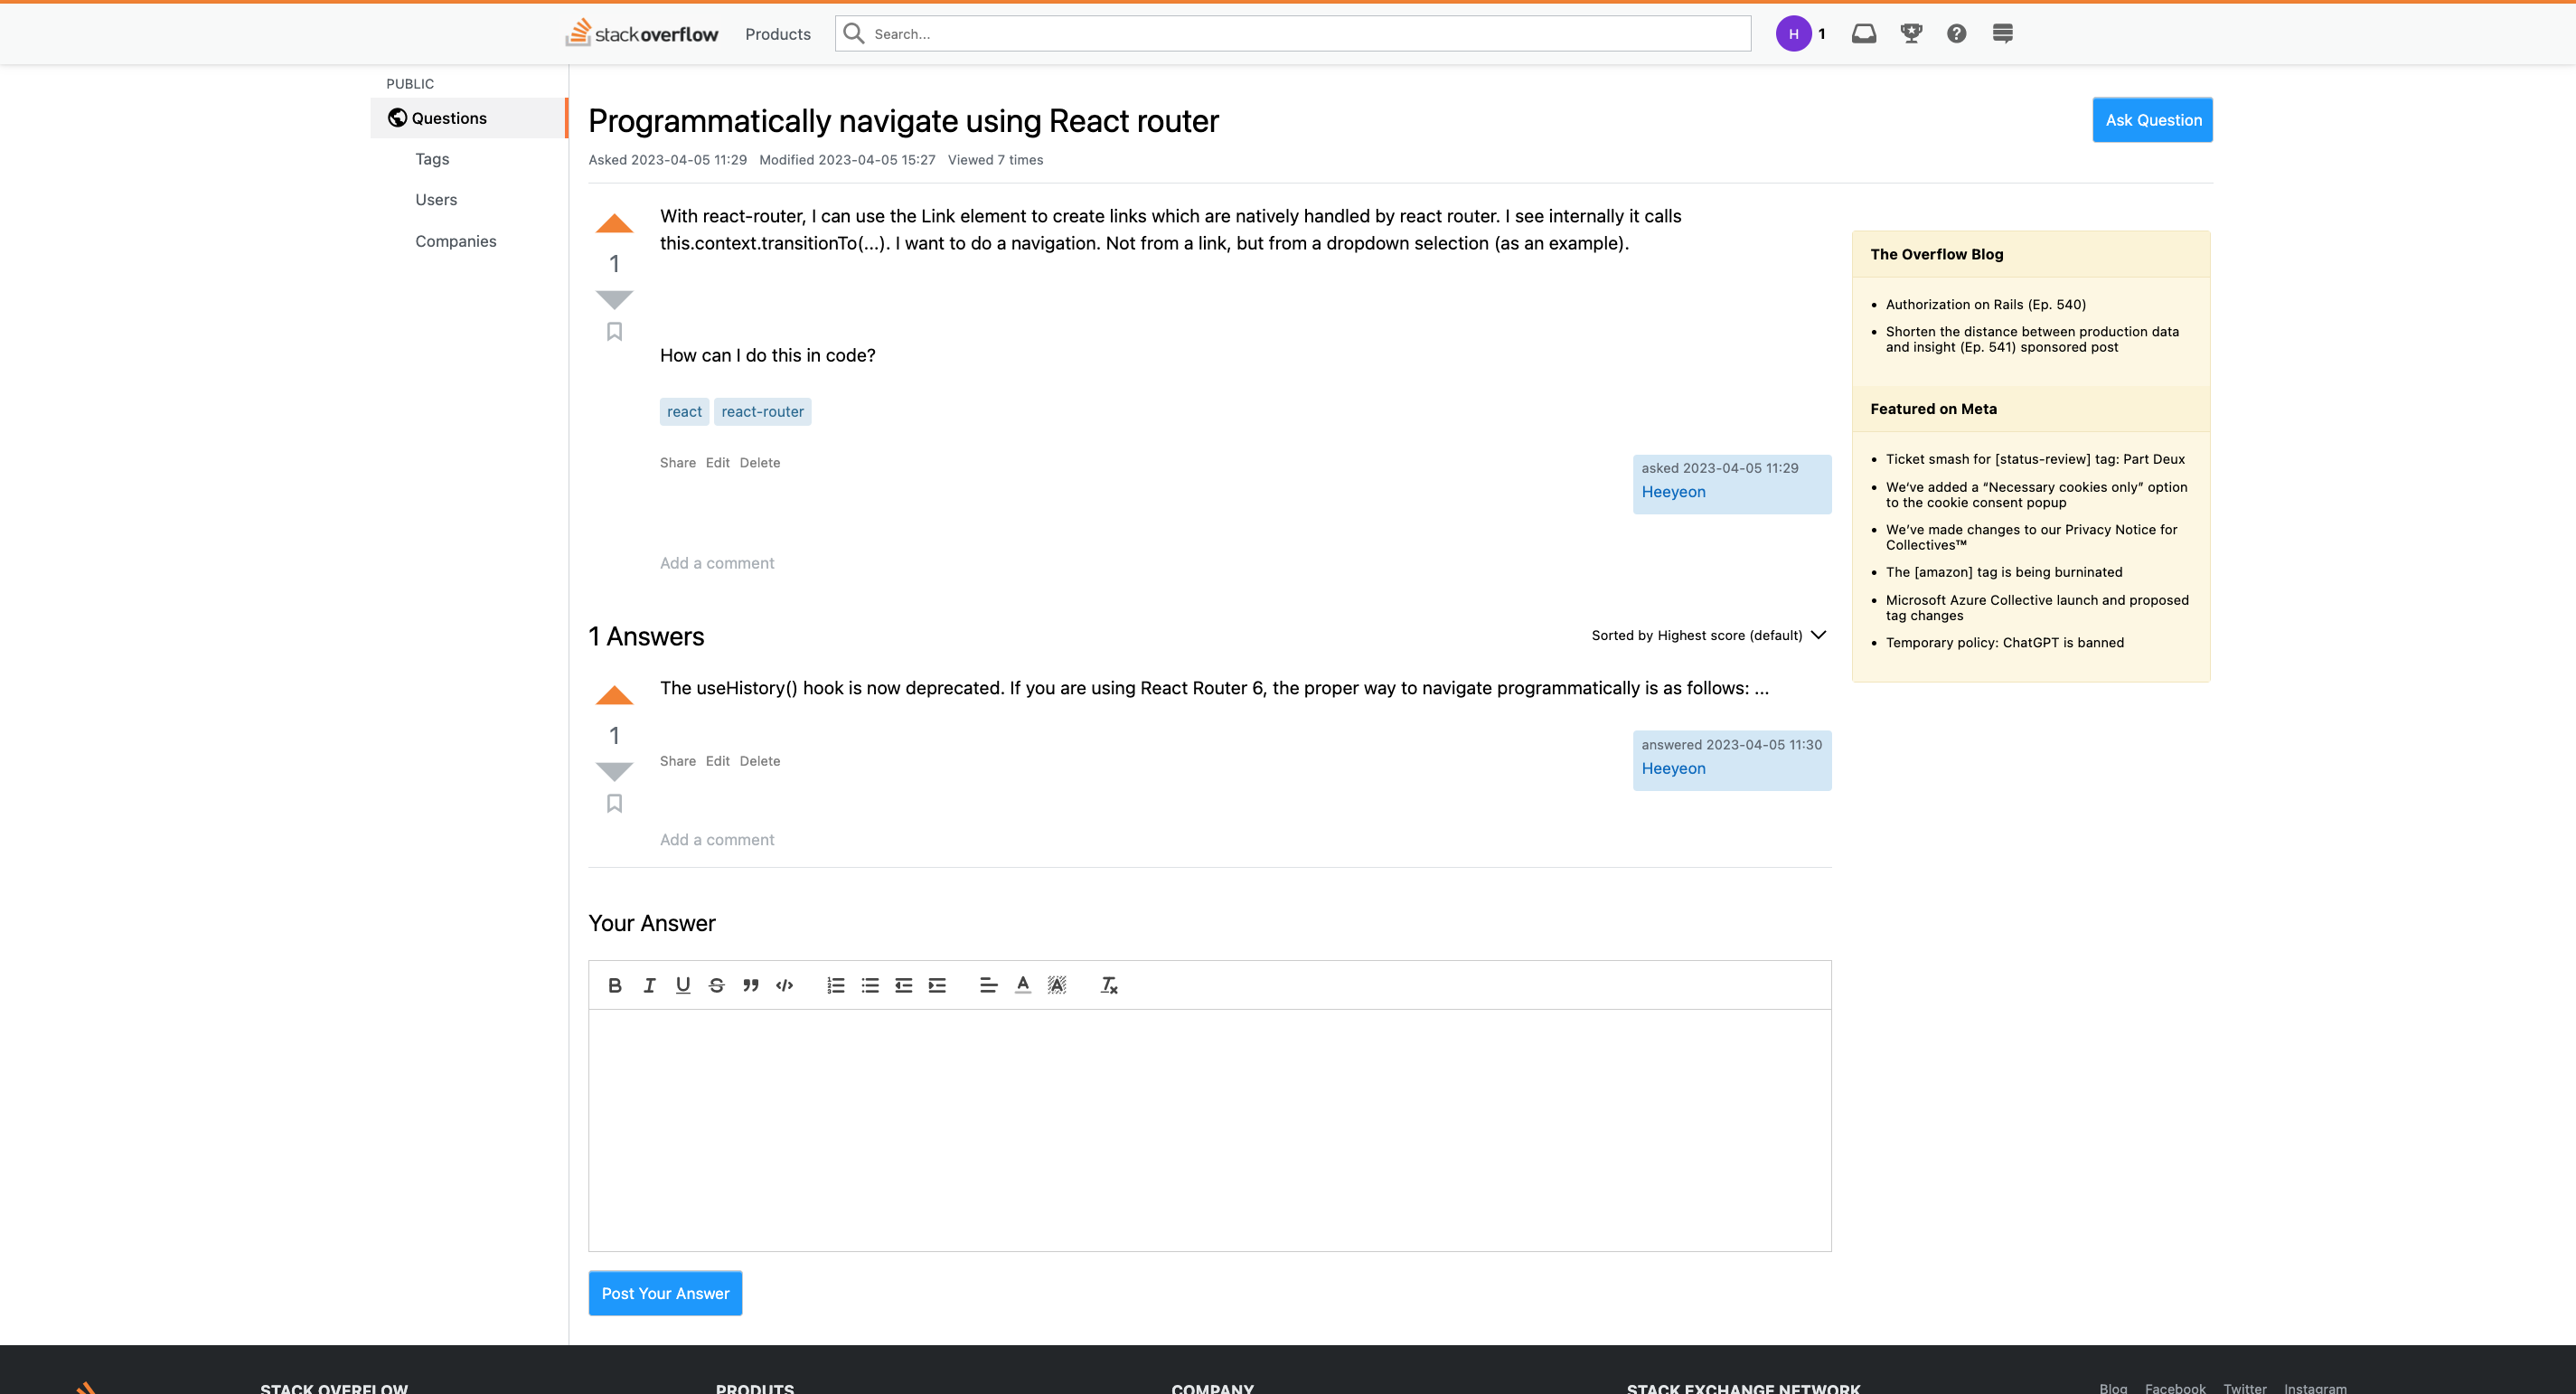 stackoverflow
Products
Search...
H
1
PUBLIC
Questions
Tags
Users
Companies
Programmatically navigate using React router
Ask Question
Asked 2023-04-05 11:29 Modified 2023-04-05 15:27 Viewed 7 times
With react-router, I can use the Link element to create links which are natively handled by react router. I see internally it calls
this.context.transitionTo(...). I want to do a navigation. Not from a link, but from a dropdown selection (as an example).
1
How can I do this in code?
react
react-router
Share Edit Delete
asked 2023-04-05 11:29
Heeyeon
Add a comment
1 Answers
Sorted by Highest score (default)
The useHistory() hook is now deprecated. If you are using React Router 6, the proper way to navigate programmatically is as follows: ...
1
Share Edit Delete
answered 2023-04-05 11:30
Heeyeon
Add a comment
Your Answer
Post Your Answer
The Overflow Blog
Authorization on Rails (Ep. 540)
Shorten the distance between production data
and insight (Ep. 541) sponsored post
Featured on Meta
Ticket smash for [status-review] tag: Part Deux
We’ve added a “Necessary cookies only” option
to the cookie consent popup
We’ve made changes to our Privacy Notice for
Collectives™
The [amazon] tag is being burninated
Microsoft Azure Collective launch and proposed
tag changes
Temporary policy: ChatGPT is banned
STACK OVERFLOW
PRODUTS
COMPANY
STACK EXCHANGE NETWORK
Blog Facebook Twitter Instagram